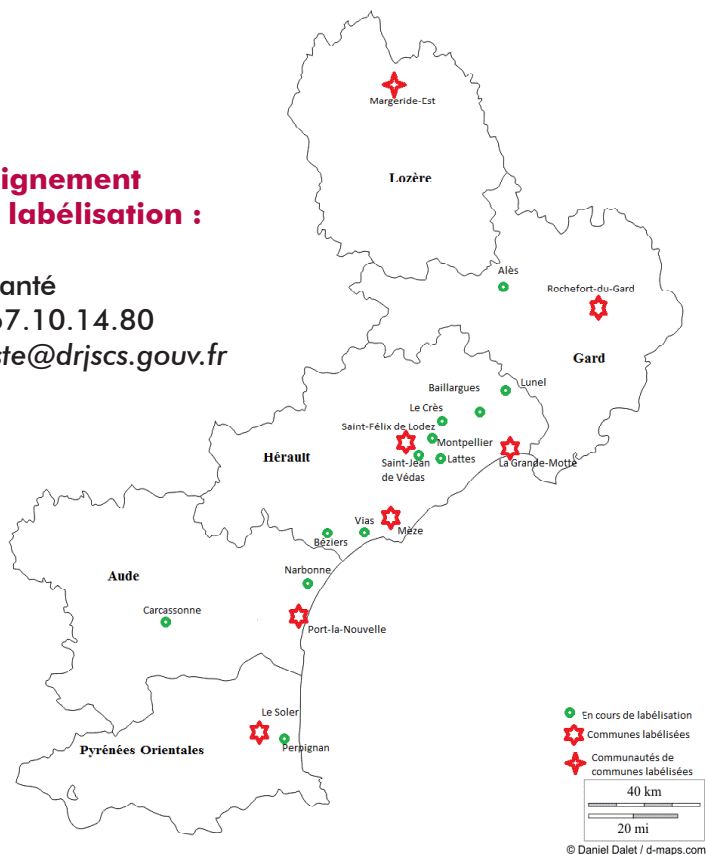 ignement
labélisation :
anté
67.10.14.80
ste@drjscs.gouv.fr
Margeride-Est
Lozère
Alès
Rochefort-du-Gard
Gard
Lunel
Baillargues
Le Crès
Saint-Félix de Lodez
Montpellier
Hérault
Saint-Jean
de Védas
Lattes
La Grande-Motte
Vias
Mèze
Béziers
Aude
Narbonne
Carcassonne
Port-la-Nouvelle
Le Soler
Pyrénées Orientales
Perpignan
En cours de labélisation
Communes labélisées
Communautés de
communes labélisées
40 km
20 mi
© Daniel Dalet / d-maps.com